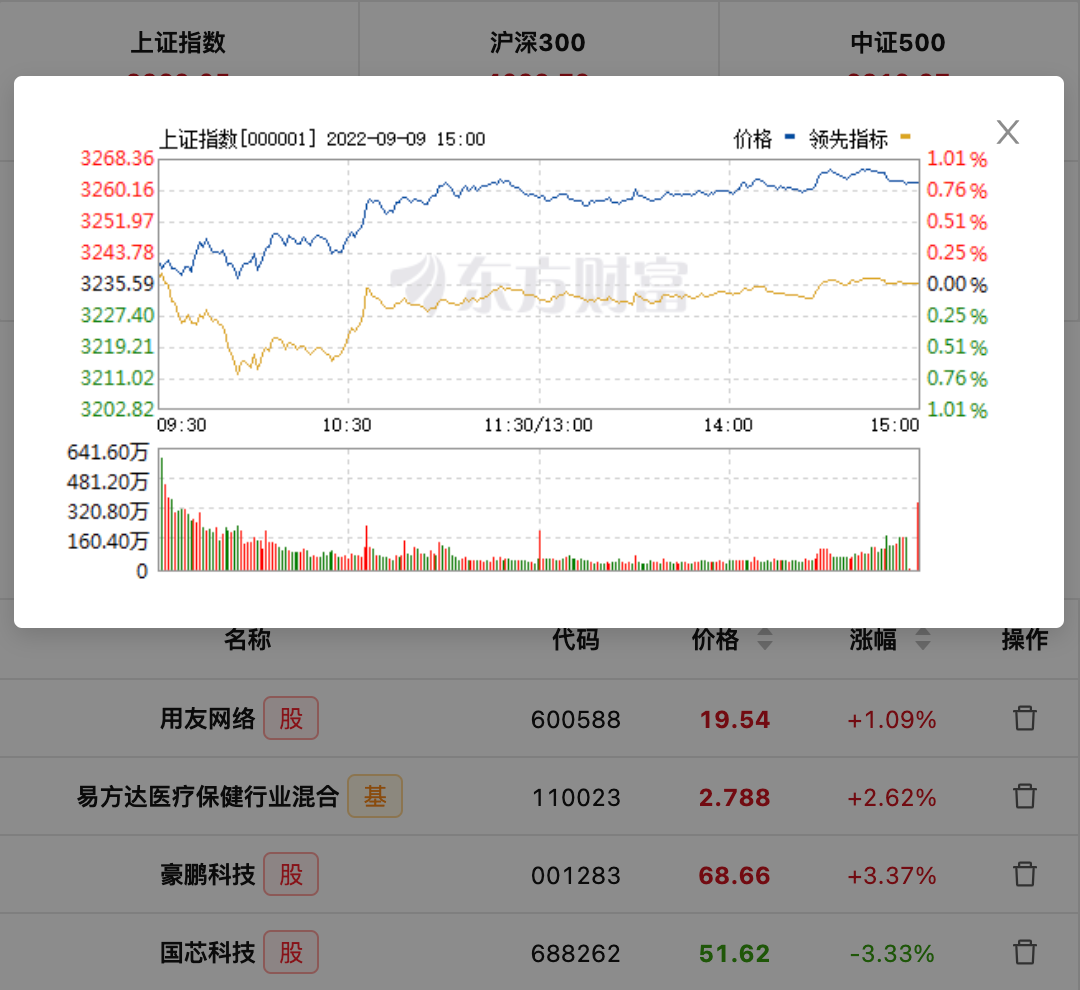 上证指数 沪深300 中证500
上证指数[000001] 2022-09-09 15:00 价格 领先指标
3268.36 1.01%
3260.16 0.76%
3251.97 0.51%
3243.78 0.25%
3235.59 0.00%
3227.40 0.25%
3219.21 0.51%
3211.02 0.76%
3202.82 1.01%
东方财富
09:30 10:30 11:30/13:00 14:00 15:00
641.60万
481.20万
320.80万
160.40万
0
名称 代码 价格 涨幅 操作
用友网络 股 600588 19.54 +1.09%
易方达医疗保健行业混合 基 110023 2.788 +2.62%
豪鹏科技 股 001283 68.66 +3.37%
国芯科技 股 688262 51.62 -3.33%